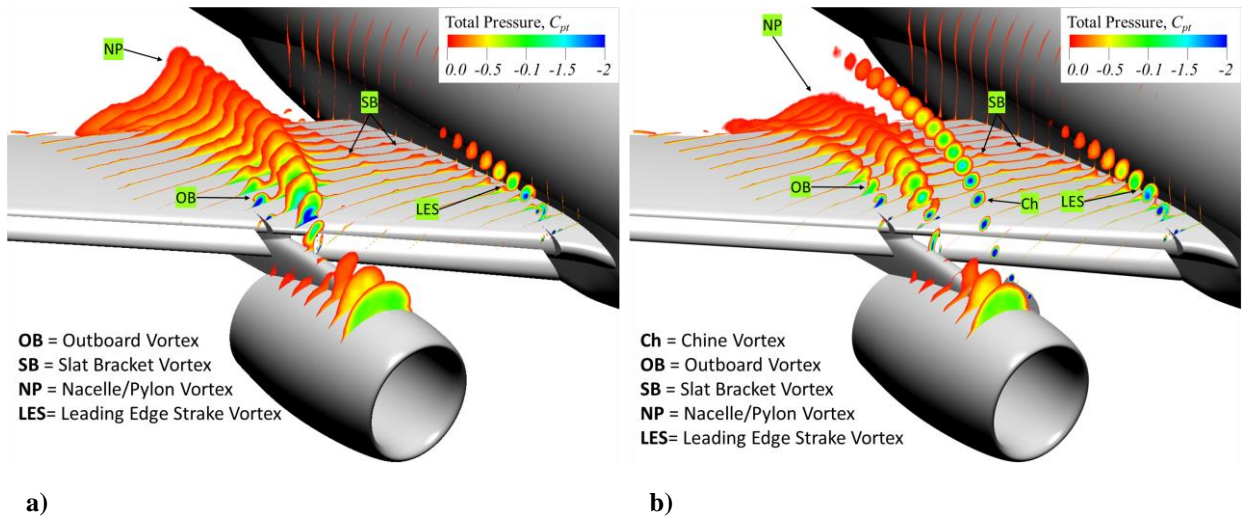 Total Pressure, Cpt
0.0 -0.5 -0.1 -1.5 -2
NP
SB
OB
LES
OB = Outboard Vortex
SB = Slat Bracket Vortex
NP = Nacelle/Pylon Vortex
LES= Leading Edge Strake Vortex
a)
Total Pressure, Cpt
0.0 -0.5 -0.1 -1.5 -2
NP
SB
OB
Ch
LES
Ch = Chine Vortex
OB = Outboard Vortex
SB = Slat Bracket Vortex
NP = Nacelle/Pylon Vortex
LES= Leading Edge Strake Vortex
b)